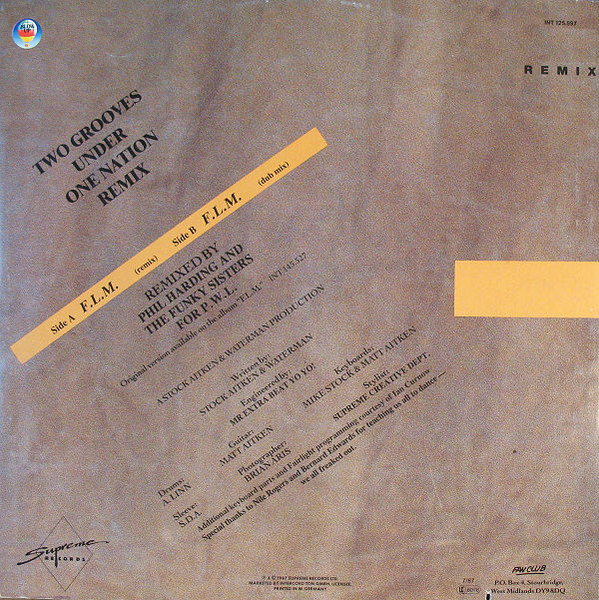 INT 125.597
REMIX
TWO GROOVES
UNDER
ONE NATION
REMIX
Side A F.L.M. (remix) Side B F.L.M. (dub mix)
REMIXED BY
PHIL HARDING AND
THE FUNKY SISTERS
FOR P.W.L.
Original version available on the album "F.L.M." INT 145.527
A STOCK AITKEN & WATERMAN PRODUCTION
Written by:
STOCK AITKEN & WATERMAN
Engineered by:
MR. EXTRA BEAT YO YO!
Keyboards:
MIKE STOCK & MATT AITKEN
Guitar:
MATT AITKEN
Stylist:
SUPREME CREATIVE DEPT.
Drums:
A. LINN
Photographer:
BRIAN ARIS
Sleeve:
S.D.A.
Additional keyboard parts and Fairlight programming courtesy of Ian Curnow
Special thanks to Nile Rogers and Bernard Edwards for teaching us all to dance —
we all freaked out.
Supreme
RECORDS
℗ & © 1987 SUPREME RECORDS LTD.
MARKETED BY INTERCORD TON GMBH, LICENSED
PRINTED IN W. GERMANY
FAN CLUB
P.O. Box 4, Stourbridge,
West Midlands DY9 8DQ